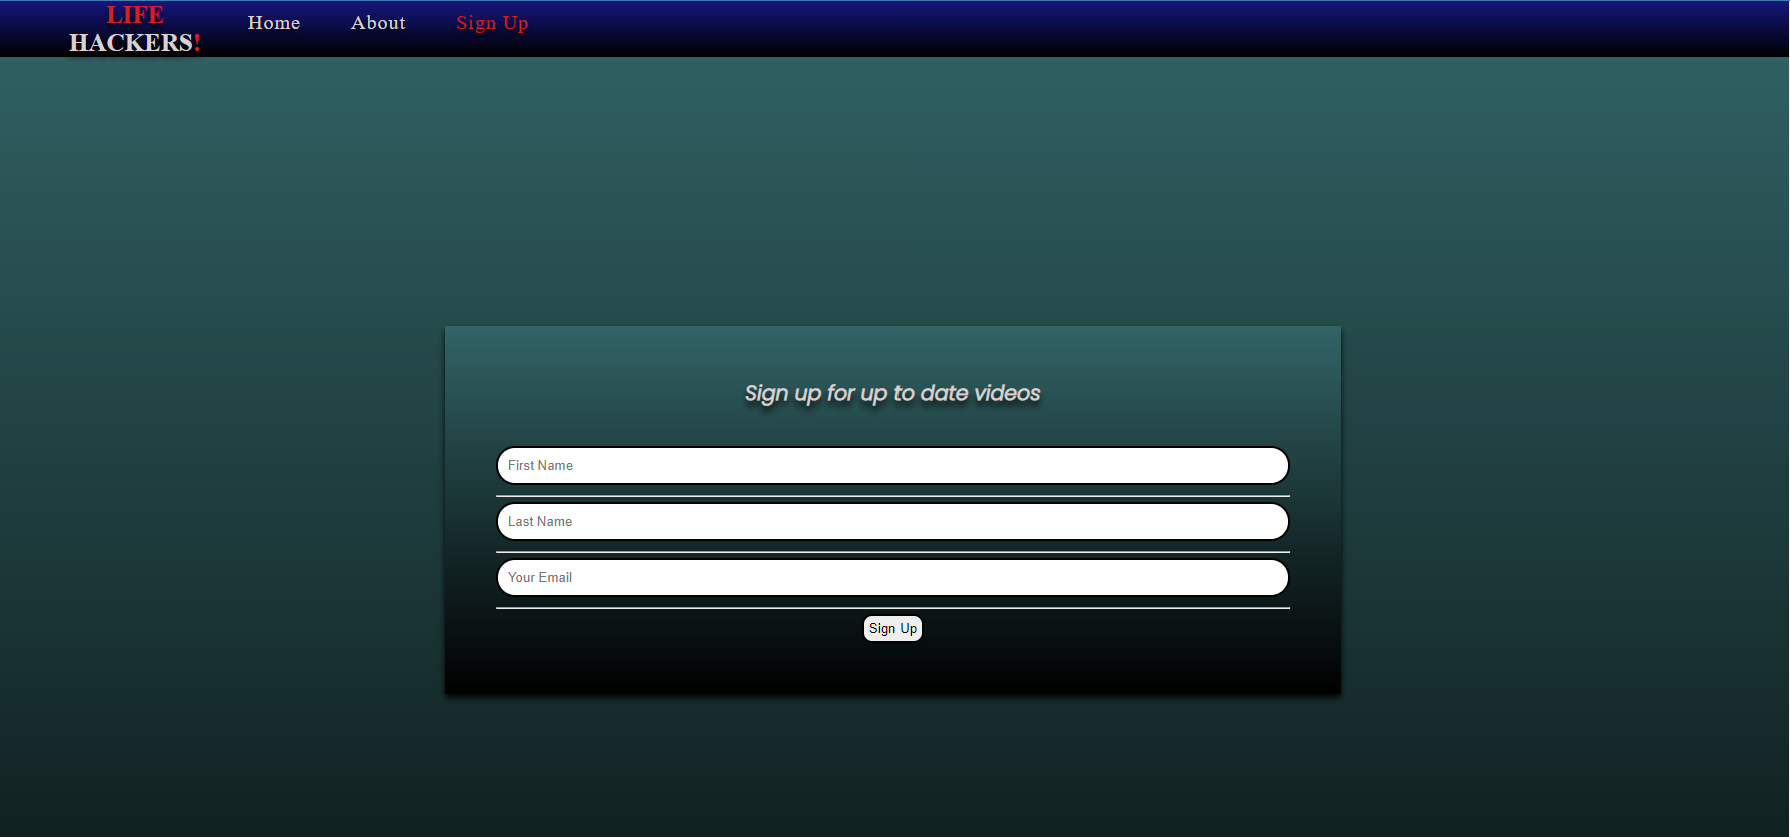 LIFE
HACKERS!
Home About Sign Up
Sign up for up to date videos
First Name
Last Name
Your Email
Sign Up